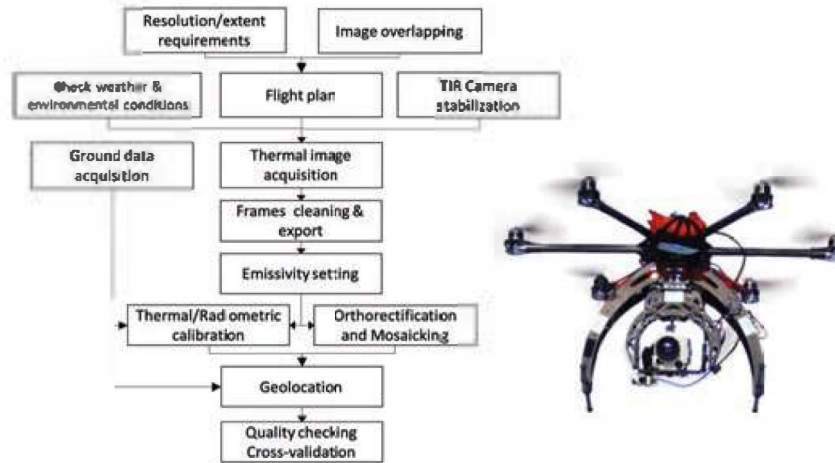 Resolution/extent
requirements
Image overlapping
Check weather &
environmental conditions
Flight plan
TIR Camera
stabilization
Ground data
acquisition
Thermal image
acquisition
Frames cleaning &
export
Emissivity setting
Thermal/Radiometric
calibration
Orthorectification
and Mosaicking
Geolocation
Quality checking
Cross-validation